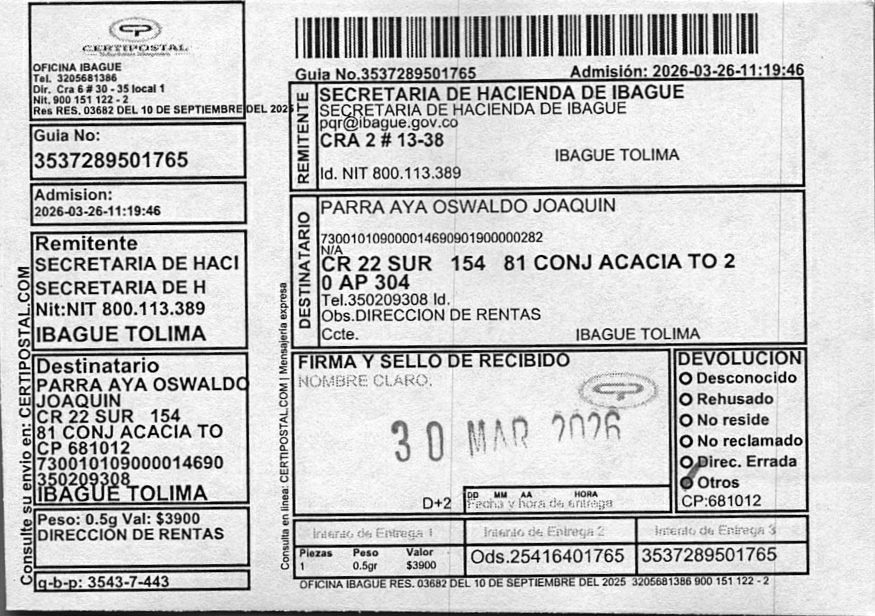 CERTIPOSTAL
OFICINA IBAGUE
Tel. 3205681386
Dir. Cra 6 # 30 - 35 local 1
Nit. 900 151 122 - 2
Res RES. 03682 DEL 10 DE SEPTIEMBRE DEL 2025
Guia No:
3537289501765
Admision:
2026-03-26-11:19:46
Remitente
SECRETARIA DE HACI
SECRETARIA DE H
Nit:NIT 800.113.389
IBAGUE TOLIMA
Destinatario
PARRA AYA OSWALDO
JOAQUIN
CR 22 SUR 154
81 CONJ ACACIA TO
CP 681012
730010109000014690
350209308
IBAGUE TOLIMA
Peso: 0.5g Val: $3900
DIRECCIÓN DE RENTAS
q-b-p: 3543-7-443
Consulte su envio en: CERTIPOSTAL.COM
Guia No.3537289501765
Admisión: 2026-03-26-11:19:46
REMITENTE
SECRETARIA DE HACIENDA DE IBAGUE
SECRETARIA DE HACIENDA DE IBAGUE
pqr@ibague.gov.co
CRA 2 # 13-38
IBAGUE TOLIMA
Id. NIT 800.113.389
DESTINATARIO
PARRA AYA OSWALDO JOAQUIN
730010109000014690901900000282
N/A
CR 22 SUR 154 81 CONJ ACACIA TO 2
0 AP 304
Tel.350209308 Id.
Obs.DIRECCION DE RENTAS
Ccte.
IBAGUE TOLIMA
Consulta en linea: CERTIPOSTAL.COM | Mensajeria expresa
FIRMA Y SELLO DE RECIBIDO
NOMBRE CLARO.
30 MAR 2026
D+2
DD MM AA HORA
Fecha y hora de entrega
DEVOLUCION
Desconocido
Rehusado
No reside
No reclamado
Direc. Errada
Otros
CP:681012
Intento de Entrega 1
Intento de Entrega 2
Intento de Entrega 3
Piezas Peso Valor
1 0.5gr $3900
Ods.25416401765
3537289501765
OFICINA IBAGUE RES. 03682 DEL 10 DE SEPTIEMBRE DEL 2025 3205681386 900 151 122 - 2